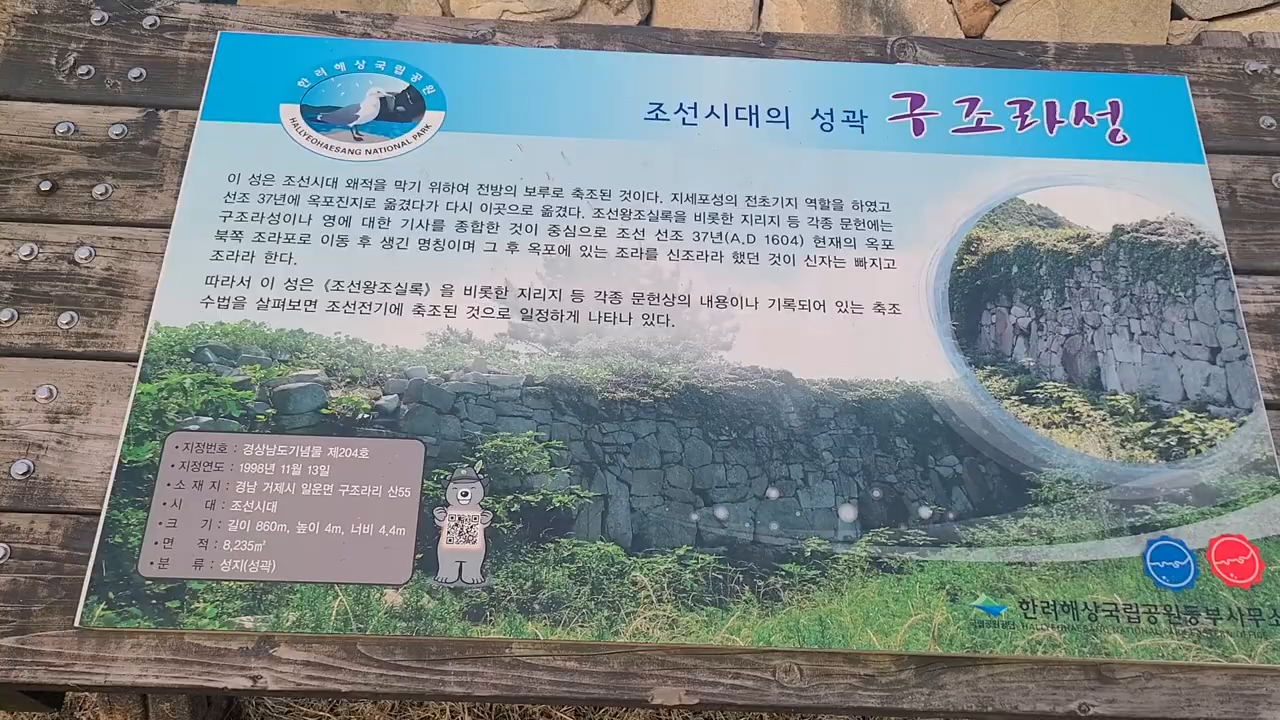 한려해상국립공원
HALLYEOHAESANG NATIONAL PARK
조선시대의 성곽 구조라성
이 성은 조선시대 왜적을 막기 위하여 전방의 보루로 축조된 것이다. 지세포성의 전초기지 역할을 하였고
선조 37년에 옥포진지로 옮겼다가 다시 이곳으로 옮겼다. 조선왕조실록을 비롯한 지리지 등 각종 문헌에는
구조라성이나 영에 대한 기사를 종합한 것이 중심으로 조선 선조 37년(A.D 1604) 현재의 옥포
북쪽 조라포로 이동 후 생긴 명칭이며 그 후 옥포에 있는 조라를 신조라라 했던 것이 신자는 빠지고
조라라 한다.
따라서 이 성은 《조선왕조실록》을 비롯한 지리지 등 각종 문헌상의 내용이나 기록되어 있는 축조
수법을 살펴보면 조선전기에 축조된 것으로 일정하게 나타나 있다.
• 지정번호 : 경상남도기념물 제204호
• 지정연도 : 1998년 11월 13일
• 소 재 지 : 경남 거제시 일운면 구조라리 산55
• 시 대 : 조선시대
• 크 기 : 길이 860m, 높이 4m, 너비 4.4m
• 면 적 : 8,235㎡
• 분 류 : 성지(성곽)
국립공원공단 한려해상국립공원동부사무소